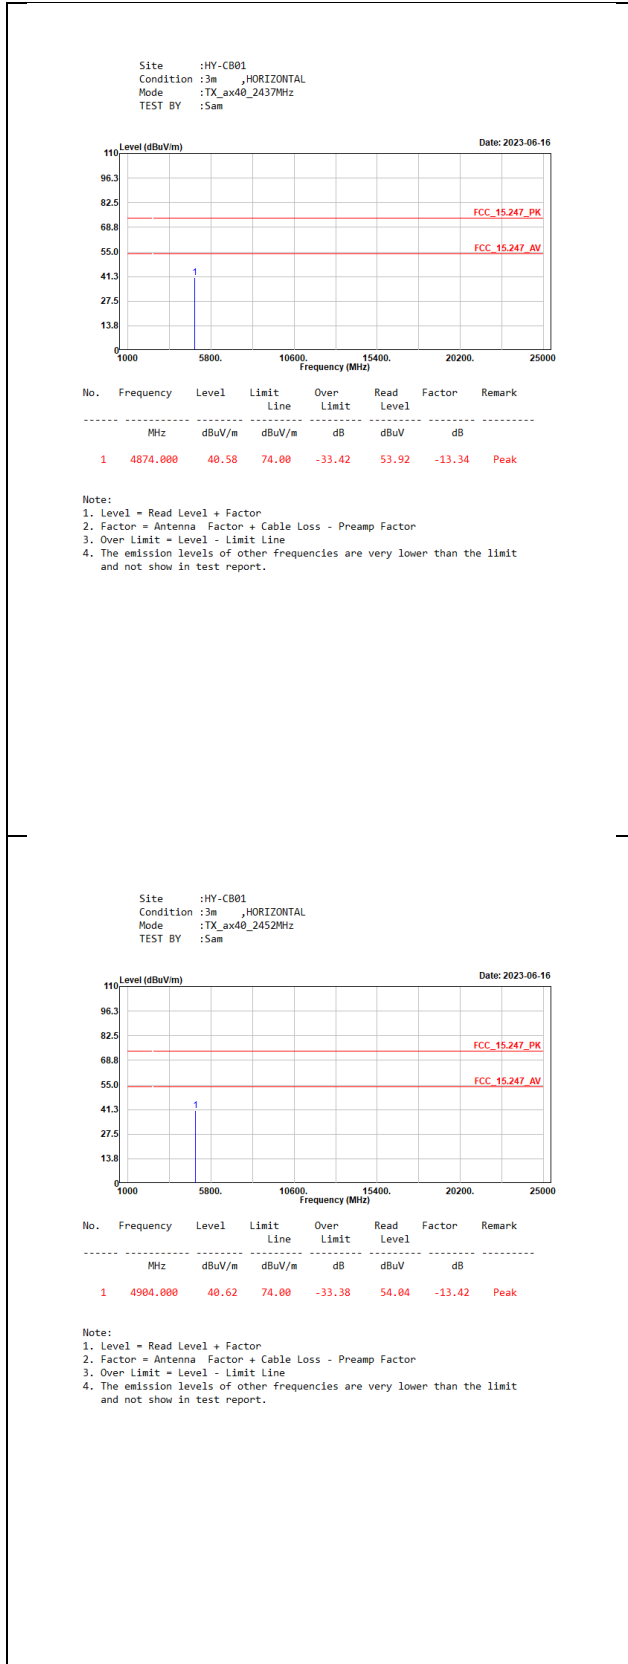 Site      :HY-CB01
Condition :3m    ,HORIZONTAL
Mode      :TX_ax40_2437MHz
TEST BY   :Sam
Level (dBuV/m)
Date: 2023-06-16
110
96.3
82.5
FCC_15.247_PK
68.8
55.0
FCC_15.247_AV
41.3
1
27.5
13.8
0
1000 5800. 10600. 15400. 20200. 25000
Frequency (MHz)
No. Frequency Level Limit Over Read Factor Remark
Line Limit Level
------ ----------- -------- --------- --------- --------- -------- ---------
MHz dBuV/m dBuV/m dB dBuV dB
1 4874.000 40.58 74.00 -33.42 53.92 -13.34 Peak
Note:
1. Level = Read Level + Factor
2. Factor = Antenna  Factor + Cable Loss - Preamp Factor
3. Over Limit = Level - Limit Line
4. The emission levels of other frequencies are very lower than the limit
and not show in test report.
Site      :HY-CB01
Condition :3m    ,HORIZONTAL
Mode      :TX_ax40_2452MHz
TEST BY   :Sam
Level (dBuV/m)
Date: 2023-06-16
110
96.3
82.5
FCC_15.247_PK
68.8
55.0
FCC_15.247_AV
41.3
1
27.5
13.8
0
1000 5800. 10600. 15400. 20200. 25000
Frequency (MHz)
No. Frequency Level Limit Over Read Factor Remark
Line Limit Level
------ ----------- -------- --------- --------- --------- -------- ---------
MHz dBuV/m dBuV/m dB dBuV dB
1 4904.000 40.62 74.00 -33.38 54.04 -13.42 Peak
Note:
1. Level = Read Level + Factor
2. Factor = Antenna  Factor + Cable Loss - Preamp Factor
3. Over Limit = Level - Limit Line
4. The emission levels of other frequencies are very lower than the limit
and not show in test report.